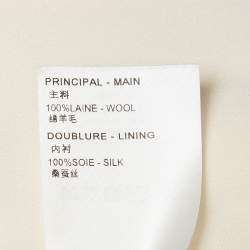 PRINCIPAL - MAIN
主料
100%LAINE - WOOL
绵羊毛
DOUBLURE - LINING
内衬
100%SOIE - SILK
桑蚕丝